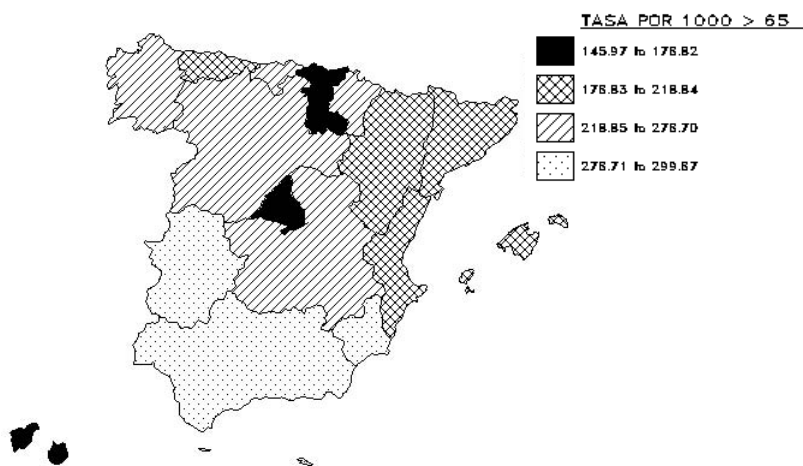 TASA POR 1000 > 65
145.97 to 176.82
176.83 to 218.84
218.85 to 276.70
276.71 to 299.67